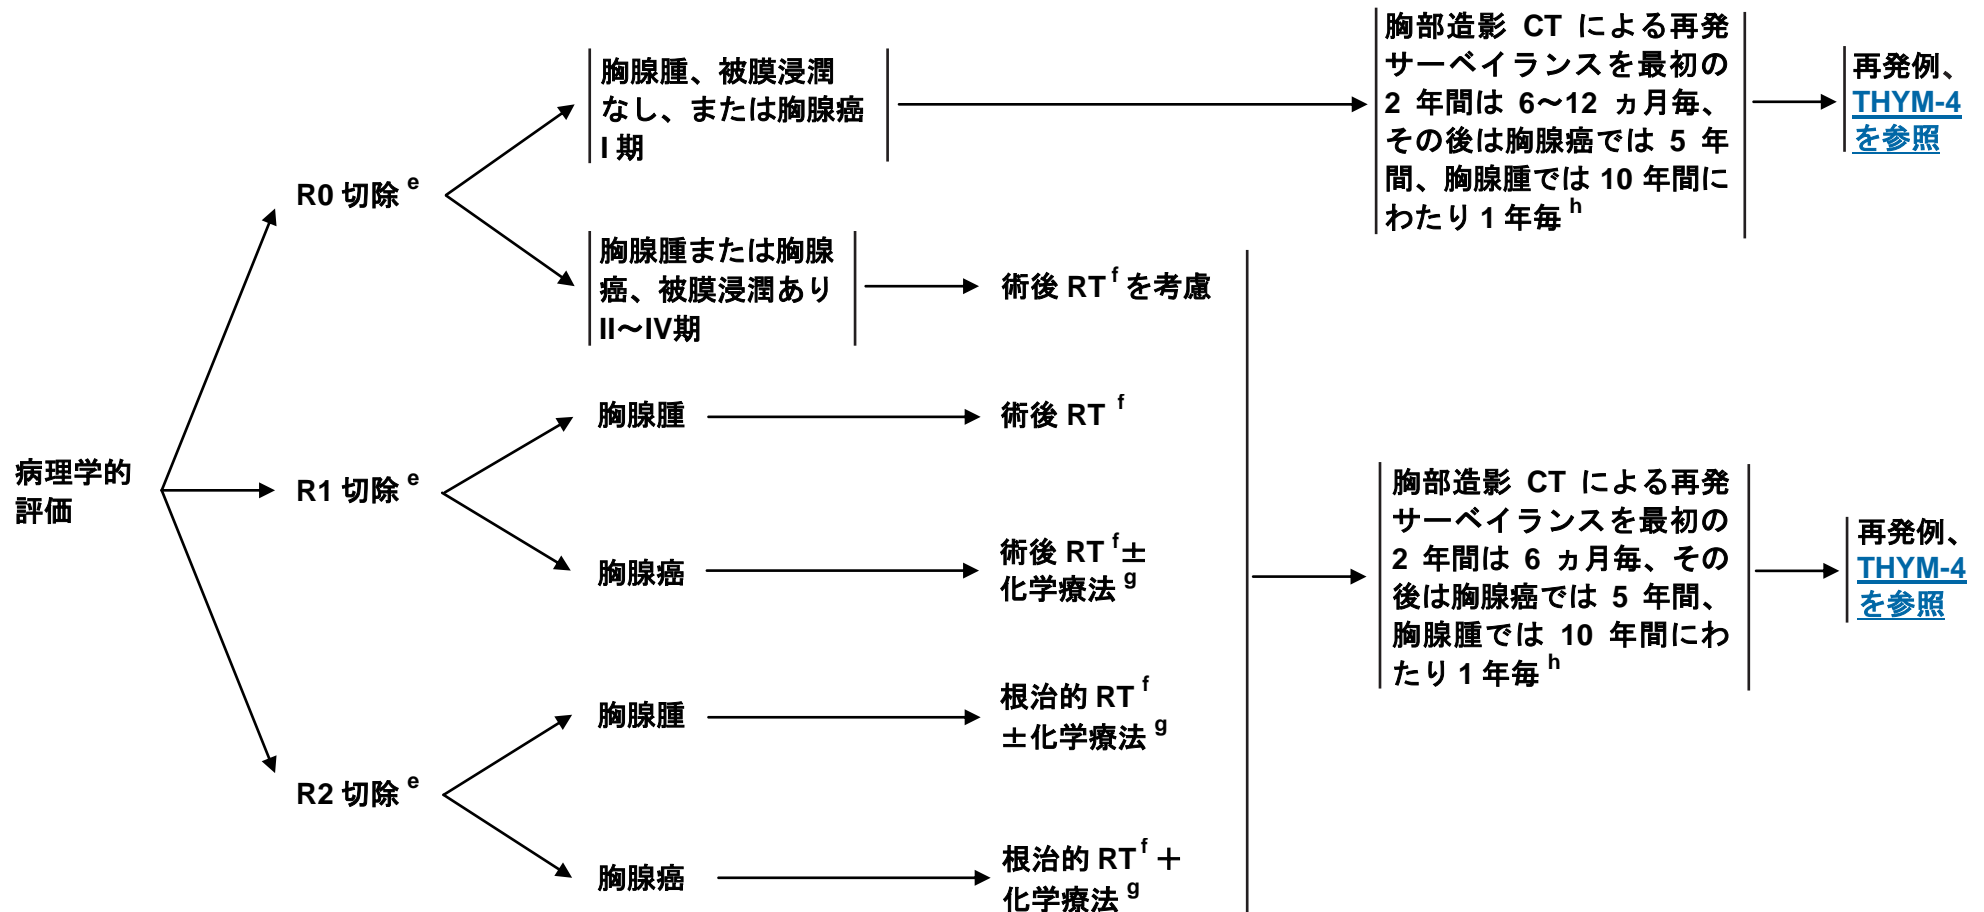 病理学的
評価
R0 切除 e
胸腺腫、被膜浸潤
なし、または胸腺癌
I 期
胸部造影 CT による再発
サーベイランスを最初の
2 年間は 6～12 ヵ月毎、
その後は胸腺癌では 5 年
間、胸腺腫では 10 年間に
わたり 1 年毎 h
再発例、
THYM-4
を参照
胸腺腫または胸腺
癌、被膜浸潤あり
II～IV期
術後 RT f を考慮
R1 切除 e
胸腺腫
術後 RT f
胸腺癌
術後 RT f ±
化学療法 g
R2 切除 e
胸腺腫
根治的 RT f
±化学療法 g
胸腺癌
根治的 RT f ＋
化学療法 g
胸部造影 CT による再発
サーベイランスを最初の
2 年間は 6 ヵ月毎、その
後は胸腺癌では 5 年間、
胸腺腫では 10 年間にわ
たり 1 年毎 h
再発例、
THYM-4
を参照